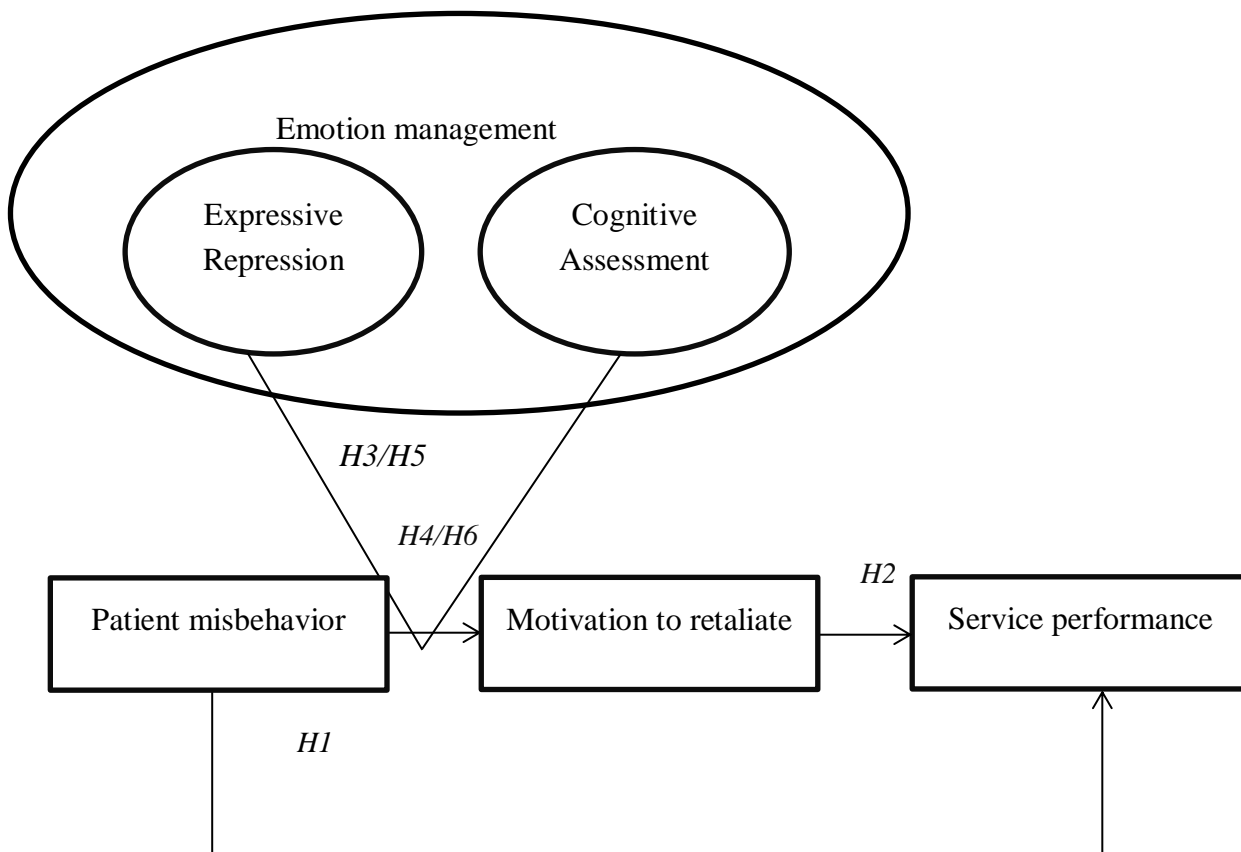 Emotion management
Expressive
Repression
Cognitive
Assessment
H3/H5
H4/H6
Patient misbehavior
Motivation to retaliate
H2
Service performance
H1